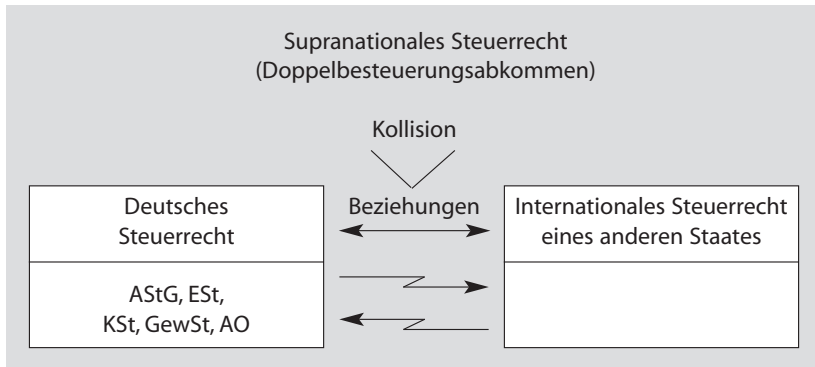 Supranationales Steuerrecht
(Doppelbesteuerungsabkommen)
Kollision
Deutsches
Steuerrecht
Beziehungen
Internationales Steuerrecht
eines anderen Staates
AStG, ESt,
KSt, GewSt, AO